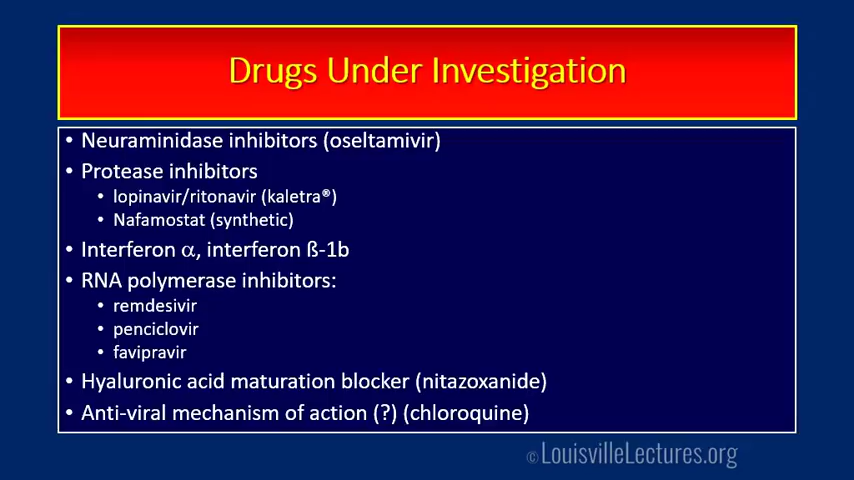 Drugs Under Investigation
• Neuraminidase inhibitors (oseltamivir)
• Protease inhibitors
• lopinavir/ritonavir (kaletra®)
• Nafamostat (synthetic)
• Interferon α, interferon ß-1b
• RNA polymerase inhibitors:
• remdesivir
• penciclovir
• favipravir
• Hyaluronic acid maturation blocker (nitazoxanide)
• Anti-viral mechanism of action (?) (chloroquine)
© LouisvilleLectures.org